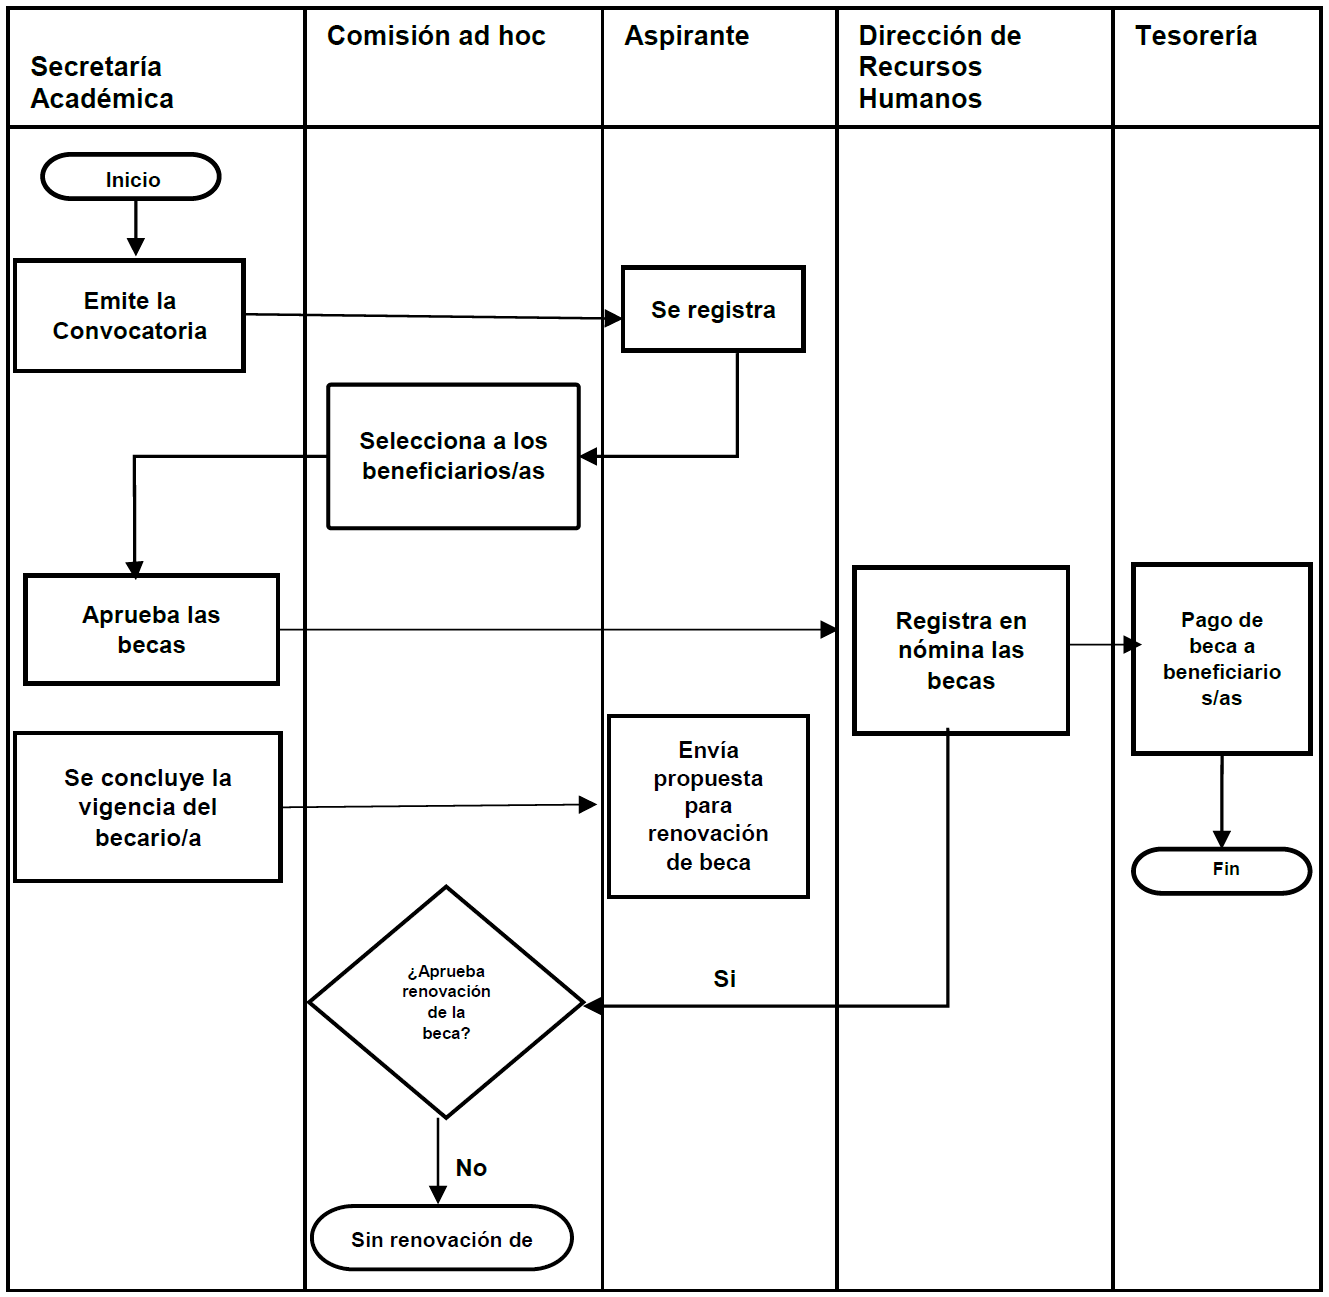 Secretaría
Académica
Comisión ad hoc
Aspirante
Dirección de
Recursos
Humanos
Tesorería
Inicio
Emite la
Convocatoria
Se registra
Selecciona a los
beneficiarios/as
Aprueba las
becas
Registra en
nómina las
becas
Pago de
beca a
beneficiario
s/as
Se concluye la
vigencia del
becario/a
Envía
propuesta
para
renovación
de beca
Fin
¿Aprueba
renovación
de la
beca?
Si
No
Sin renovación de